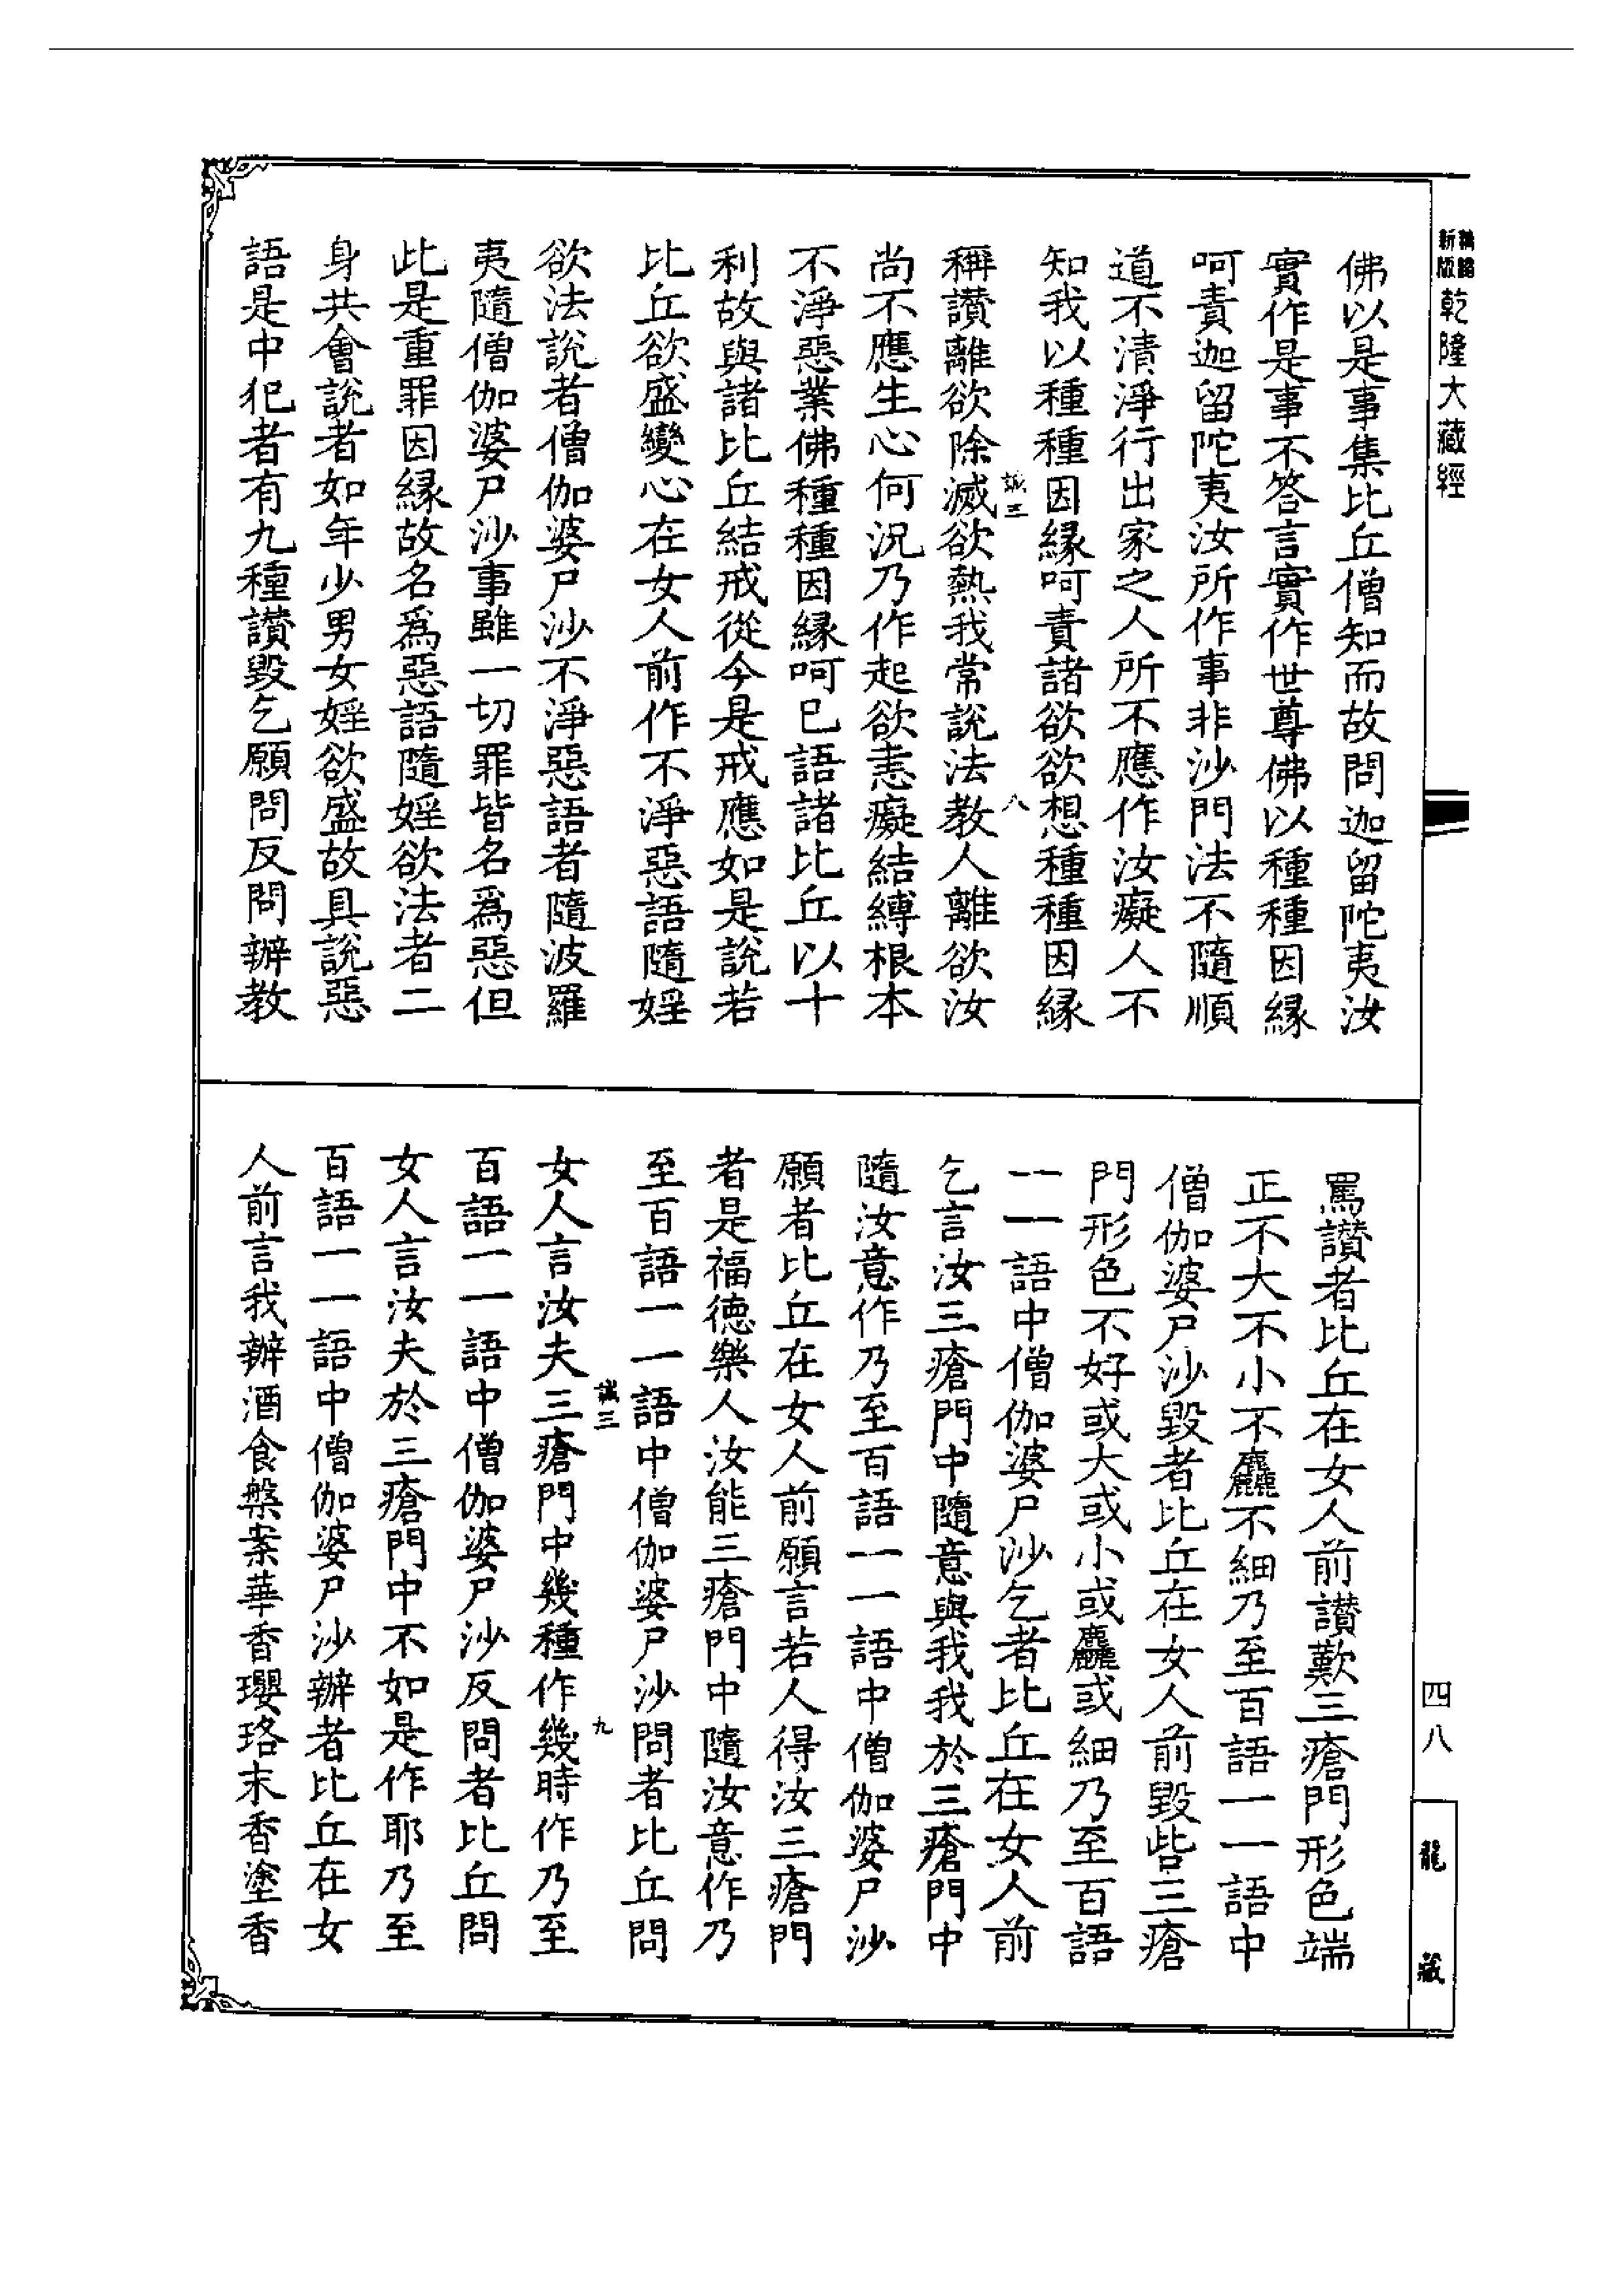 新版
乾隆大藏經
佛以是事集比丘僧知而故問迦留陀夷汝
實作是事不答言實作世尊佛以種種因緣
呵責迦留陀夷汝所作事非沙門法不隨順
道不清淨行出家之人所不應作汝癡人不
知我以種種因緣呵責諸欲欲想種種因緣
誠三
八
稱讚離欲除滅欲熱我常說法教人離欲汝
尚不應生心何況乃作起欲恚癡結縛根本
不淨惡業佛種種因緣呵已語諸比丘以十
利故與諸比丘結戒從今是戒應如是說若
比丘欲盛變心在女人前作不淨惡語隨婬
欲法說者僧伽婆尸沙不淨惡語者隨波羅
夷隨僧伽婆尸沙事雖一切罪皆名為惡但
此是重罪因緣故名為惡語隨婬欲法者二
身共會說者如年少男女婬欲盛故具說惡
語是中犯者有九種讚毀乞願問反問辦教
罵讚者比丘在女人前讚歎三瘡門形色端
正不大不小不麤不細乃至百語一一語中
僧伽婆尸沙毀者比丘在女人前毀呰三瘡
門形色不好或大或小或麤或細乃至百語
一一語中僧伽婆尸沙乞者比丘在女人前
乞言汝三瘡門中隨意與我我於三瘡門中
隨汝意作乃至百語一一語中僧伽婆尸沙
願者比丘在女人前願言若人得汝三瘡門
者是福德樂人汝能三瘡門中隨汝意作乃
至百語一一語中僧伽婆尸沙問者比丘問
誠三
九
女人言汝夫三瘡門中幾種作幾時作乃至
百語一一語中僧伽婆尸沙反問者比丘問
女人言汝夫於三瘡門中不如是作耶乃至
百語一一語中僧伽婆尸沙辦者比丘在女
人前言我辦酒食槃案華香瓔珞末香塗香
四八
龍藏